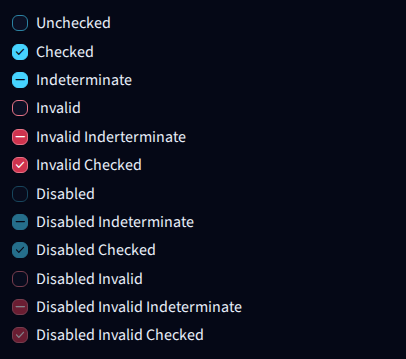 Unchecked
Checked
Indeterminate
Invalid
Invalid Inderterminate
Invalid Checked
Disabled
Disabled Indeterminate
Disabled Checked
Disabled Invalid
Disabled Invalid Indeterminate
Disabled Invalid Checked